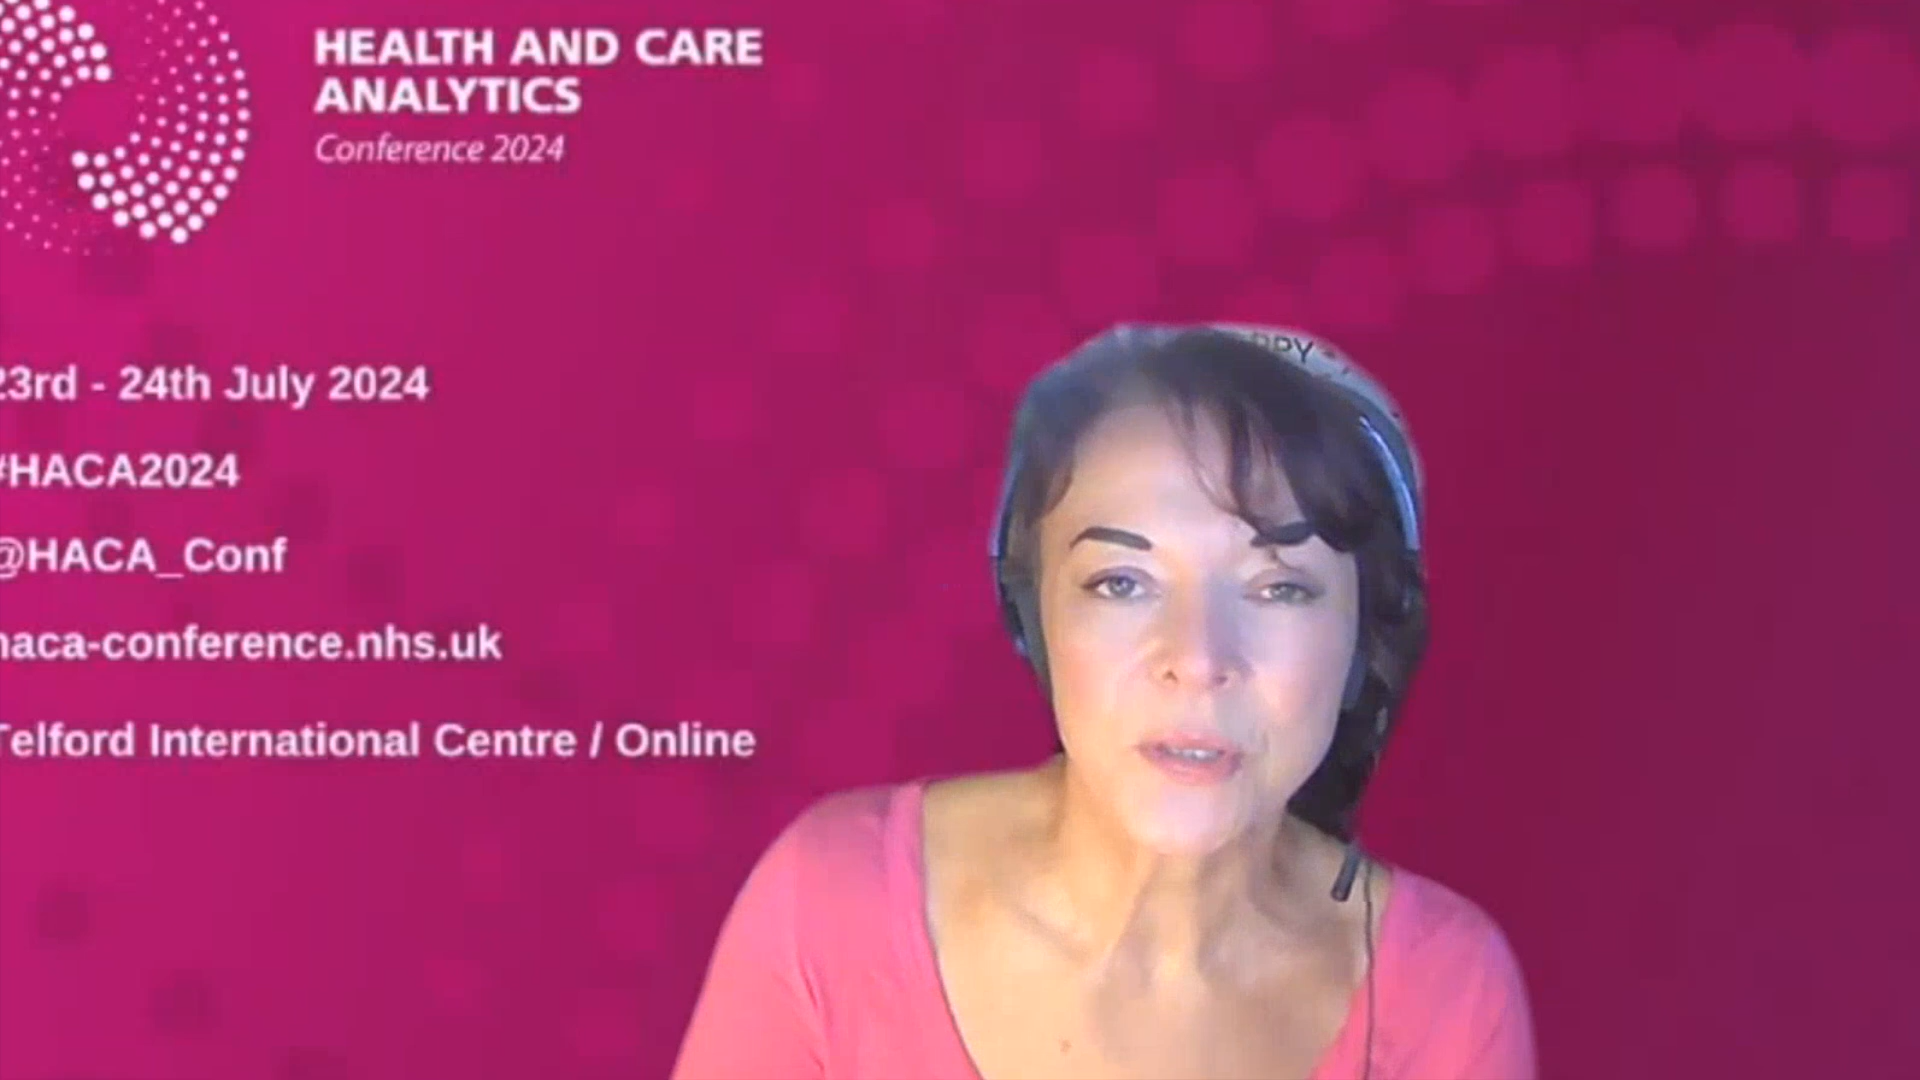 HEALTH AND CARE
ANALYTICS
Conference 2024
23rd - 24th July 2024
#HACA2024
@HACA_Conf
haca-conference.nhs.uk
Telford International Centre / Online